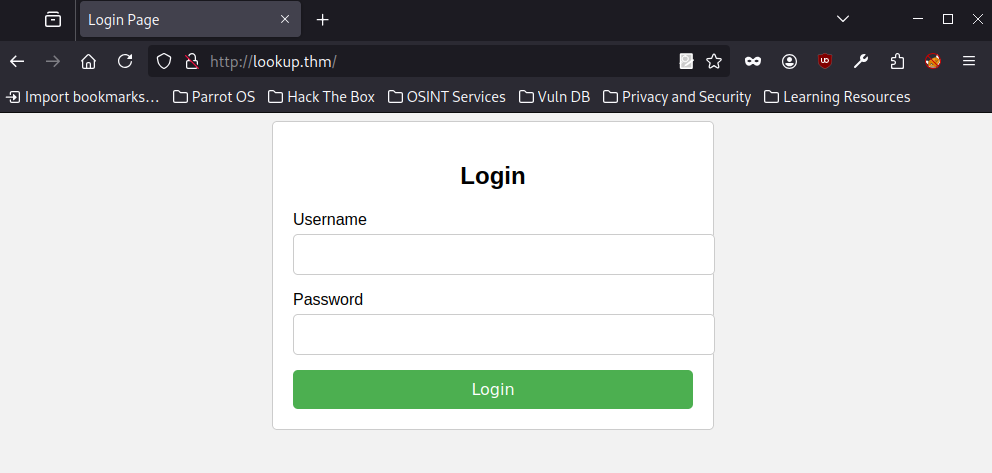 Login Page
http://lookup.thm/
Import bookmarks... Parrot OS Hack The Box OSINT Services Vuln DB Privacy and Security Learning Resources
Login
Username
Password
Login